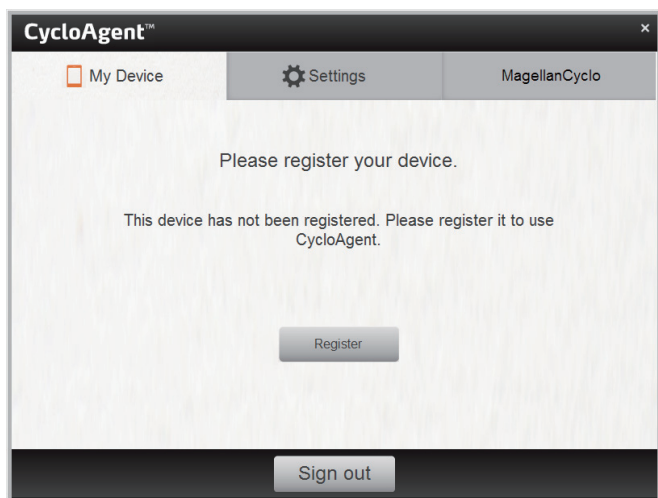 CycloAgent™ ×
My Device Settings MagellanCyclo
Please register your device.
This device has not been registered. Please register it to use
CycloAgent.
Register
Sign out